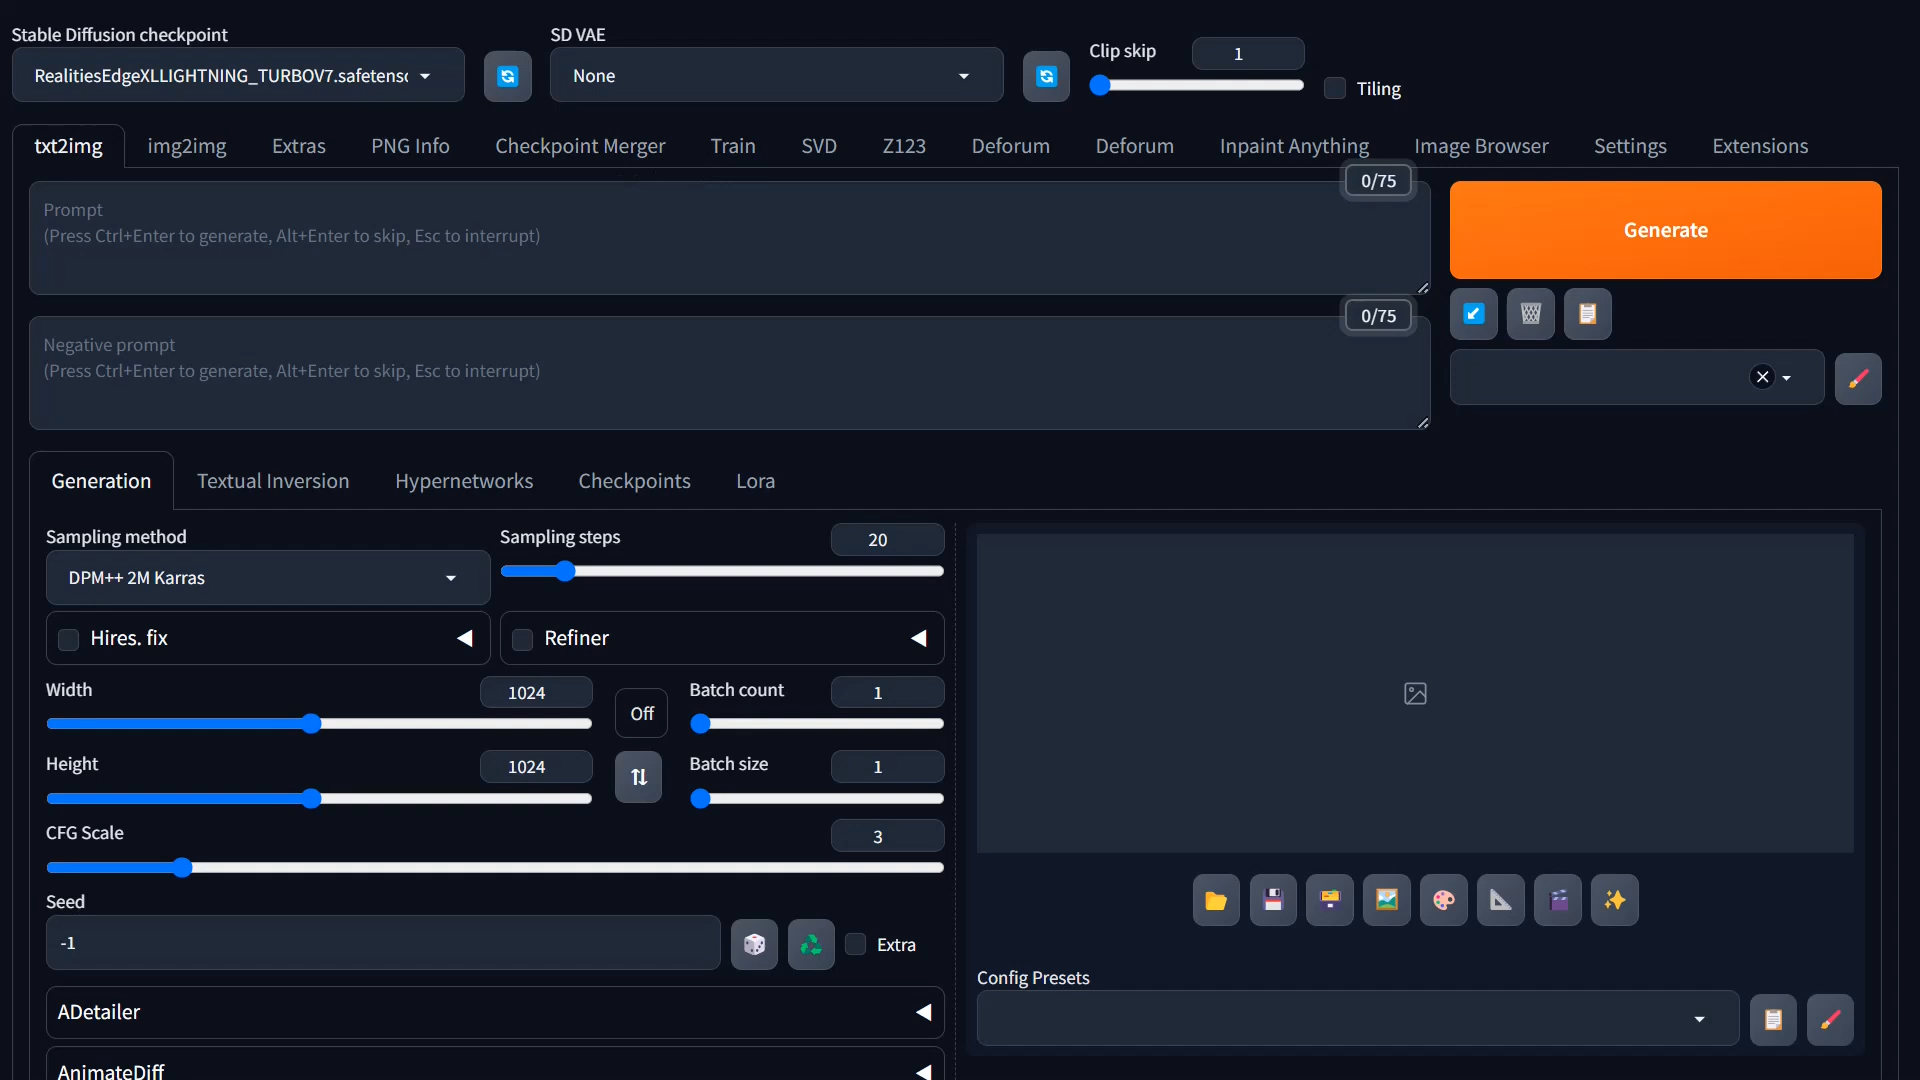 Stable Diffusion checkpoint
RealitiesEdgeXLLIGHTNING_TURBOV7.safetensc
SD VAE
None
Clip skip
1
Tiling
txt2img
img2img
Extras
PNG Info
Checkpoint Merger
Train
SVD
Z123
Deforum
Deforum
Inpaint Anything
Image Browser
Settings
Extensions
0/75
Prompt
(Press Ctrl+Enter to generate, Alt+Enter to skip, Esc to interrupt)
Generate
0/75
Negative prompt
(Press Ctrl+Enter to generate, Alt+Enter to skip, Esc to interrupt)
Generation
Textual Inversion
Hypernetworks
Checkpoints
Lora
Sampling method
DPM++ 2M Karras
Sampling steps
20
Hires. fix
Refiner
Width
1024
Off
Batch count
1
Height
1024
Batch size
1
CFG Scale
3
Seed
-1
Extra
ADetailer
AnimateDiff
Config Presets